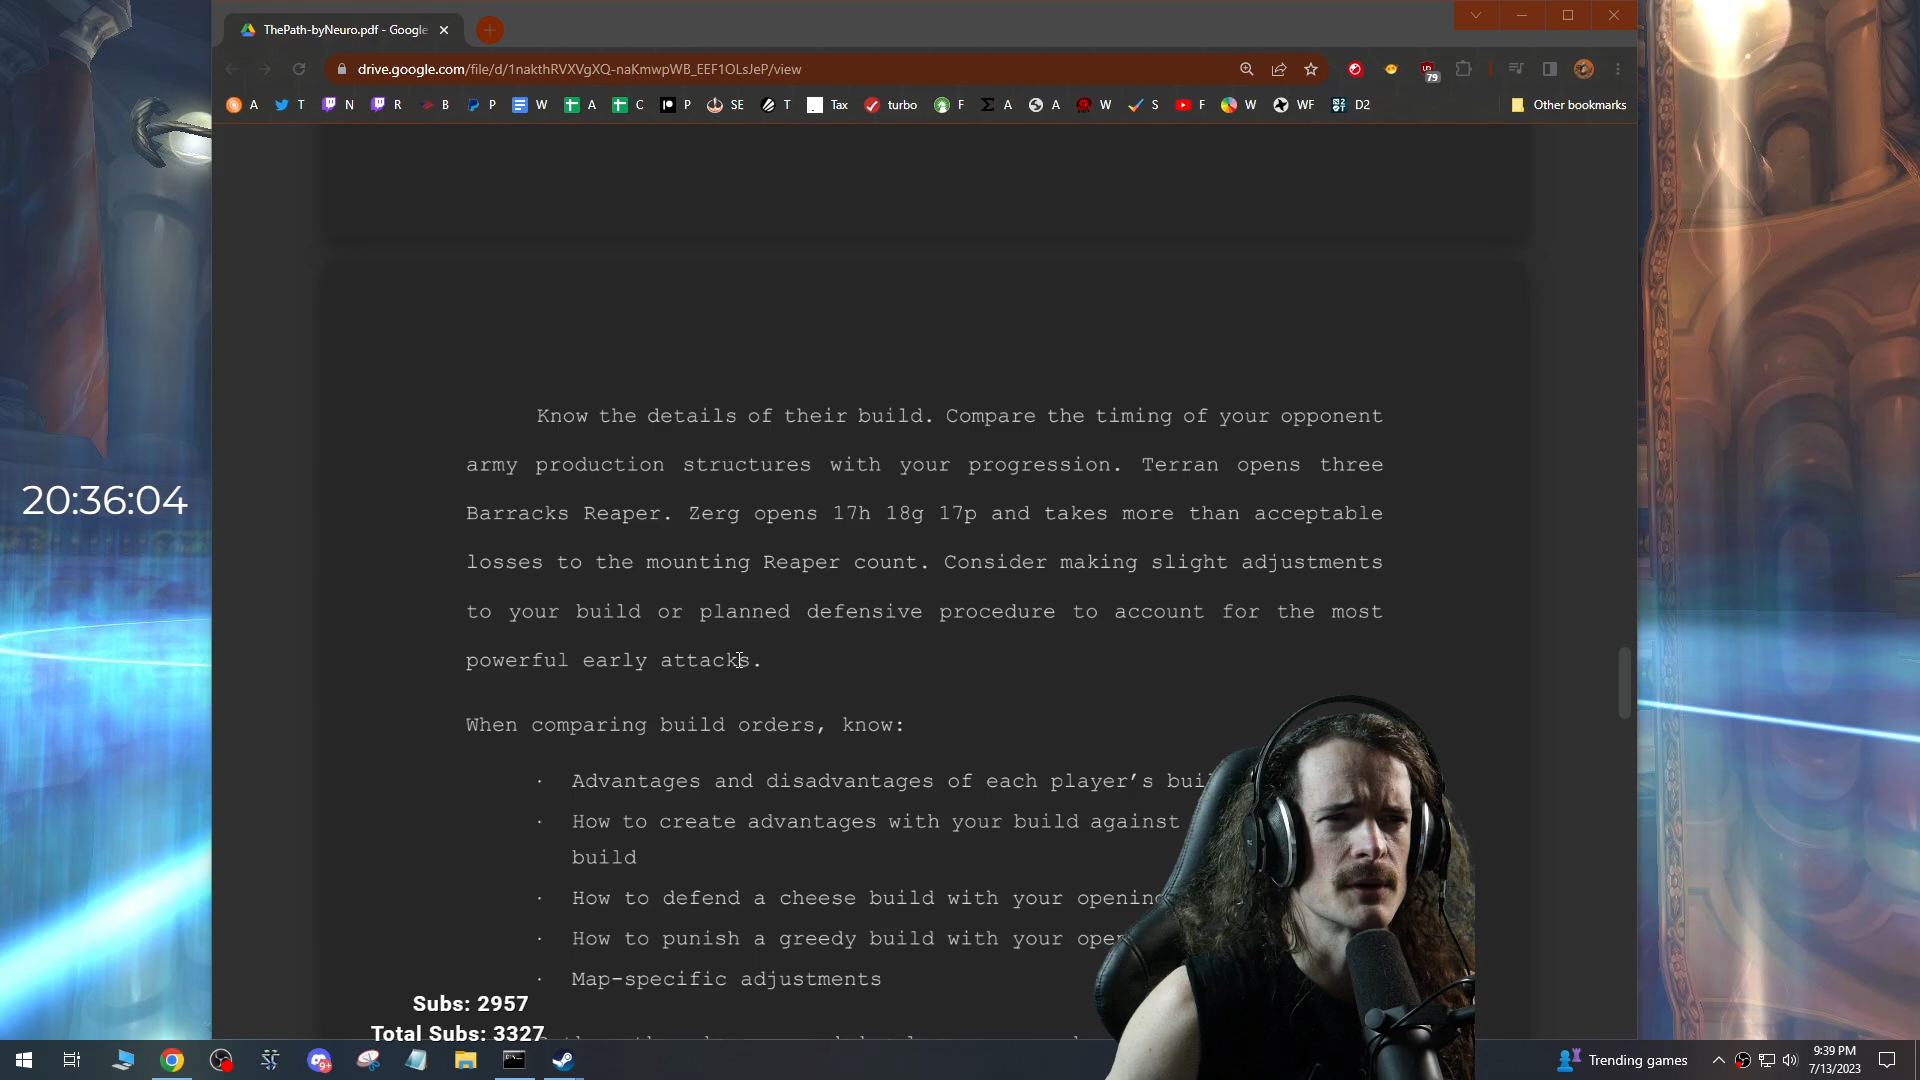 ThePath-byNeuro.pdf - Google
drive.google.com/file/d/1nakthRVXVgXQ-naKmwpWB_EEF1OLsJeP/view
79
A T N R B P W A C P SE T Tax turbo F A A W S F W WF D2 Other bookmarks
20:36:04
Know the details of their build. Compare the timing of your opponent
army production structures with your progression. Terran opens three
Barracks Reaper. Zerg opens 17h 18g 17p and takes more than acceptable
losses to the mounting Reaper count. Consider making slight adjustments
to your build or planned defensive procedure to account for the most
powerful early attacks.
When comparing build orders, know:
· Advantages and disadvantages of each player's
· How to create advantages with your build against
build
· How to defend a cheese build with your opening
· How to punish a greedy build with your
· Map-specific adjustments
Subs: 2957
Total Subs: 3327
9+
Trending games
9:39 PM
7/13/2023